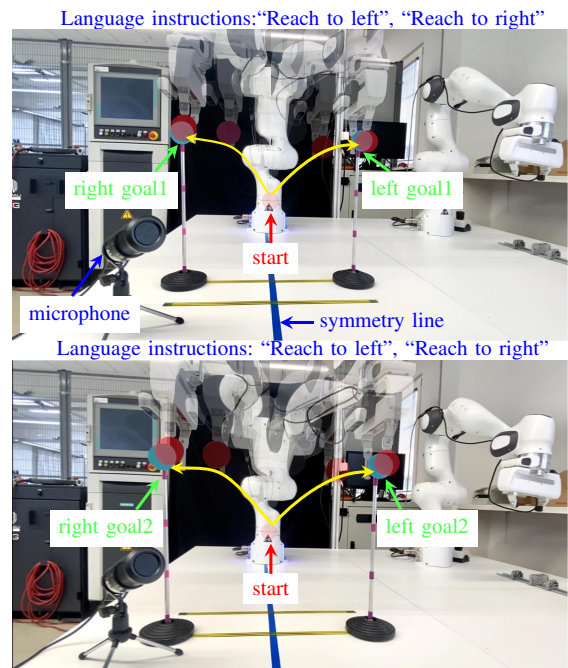 Language instructions:“Reach to left”, “Reach to right”
right goal1
left goal1
start
microphone
symmetry line
Language instructions: “Reach to left”, “Reach to right”
right goal2
left goal2
start